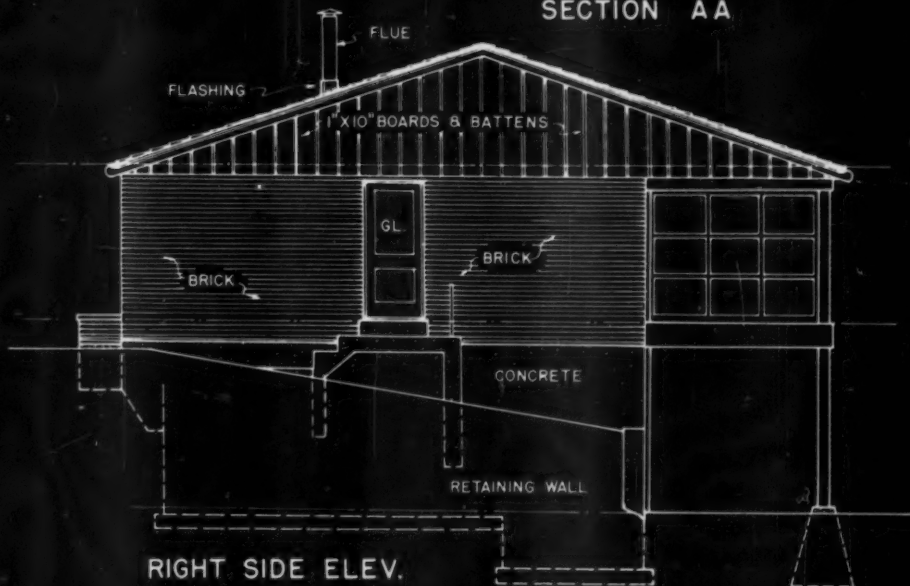 SECTION AA
FLUE
FLASHING
1"X10" BOARDS & BATTENS
GL.
BRICK
BRICK
CONCRETE
RETAINING WALL
RIGHT SIDE ELEV.